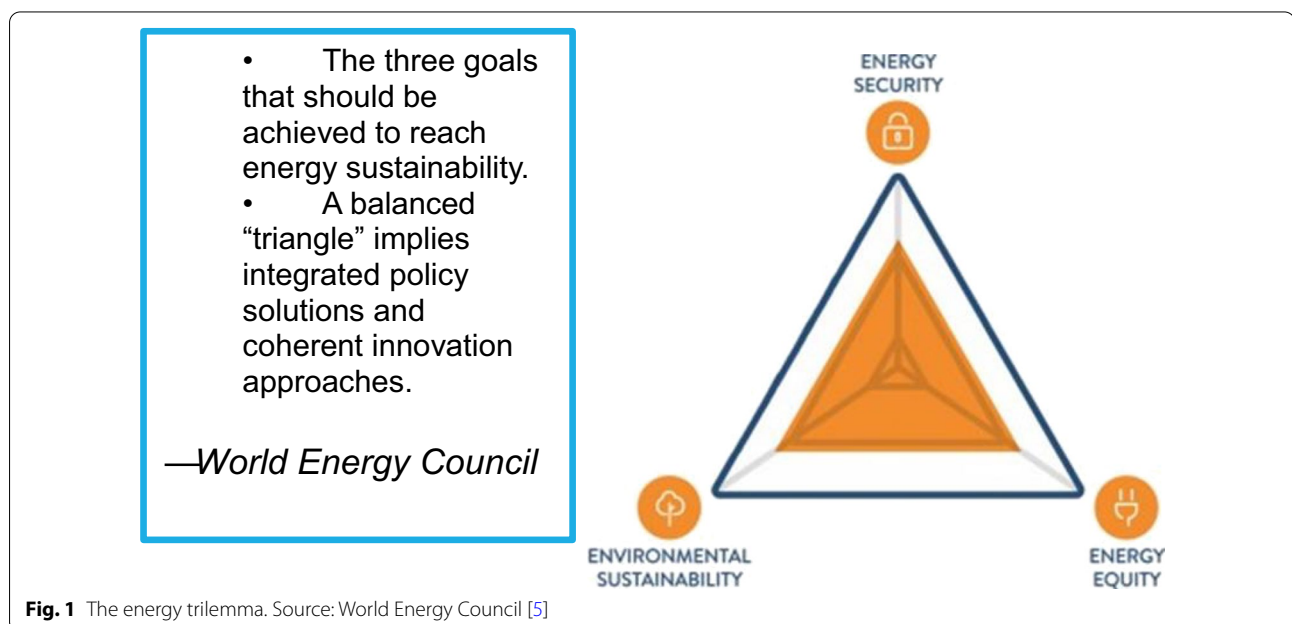 • The three goals
that should be
achieved to reach
energy sustainability.
• A balanced
“triangle” implies
integrated policy
solutions and
coherent innovation
approaches.
—World Energy Council
ENERGY
SECURITY
ENVIRONMENTAL
SUSTAINABILITY
ENERGY
EQUITY
Fig. 1 The energy trilemma. Source: World Energy Council [5]